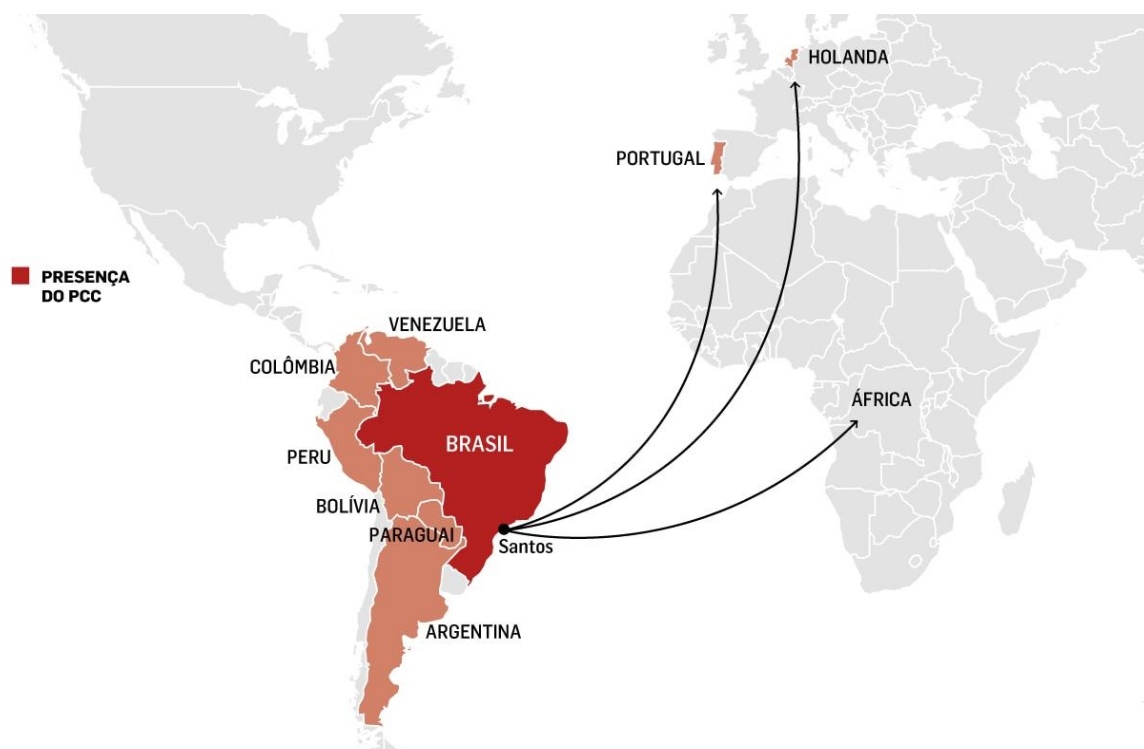 HOLANDA
PORTUGAL
PRESENÇA
DO PCC
VENEZUELA
COLÔMBIA
ÁFRICA
BRASIL
PERU
BOLÍVIA
PARAGUAI
Santos
ARGENTINA